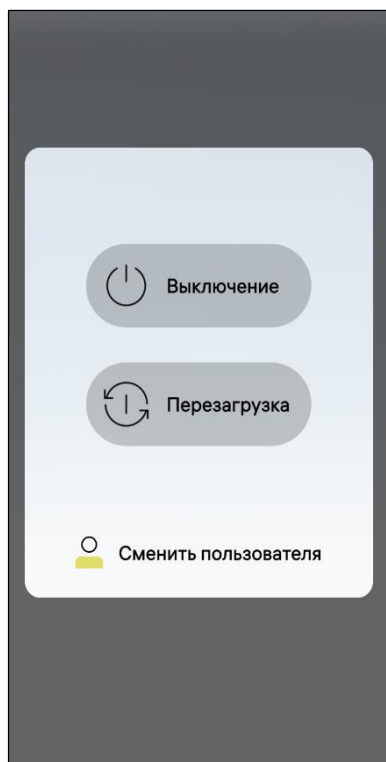 Выключение
Перезагрузка
Сменить пользователя